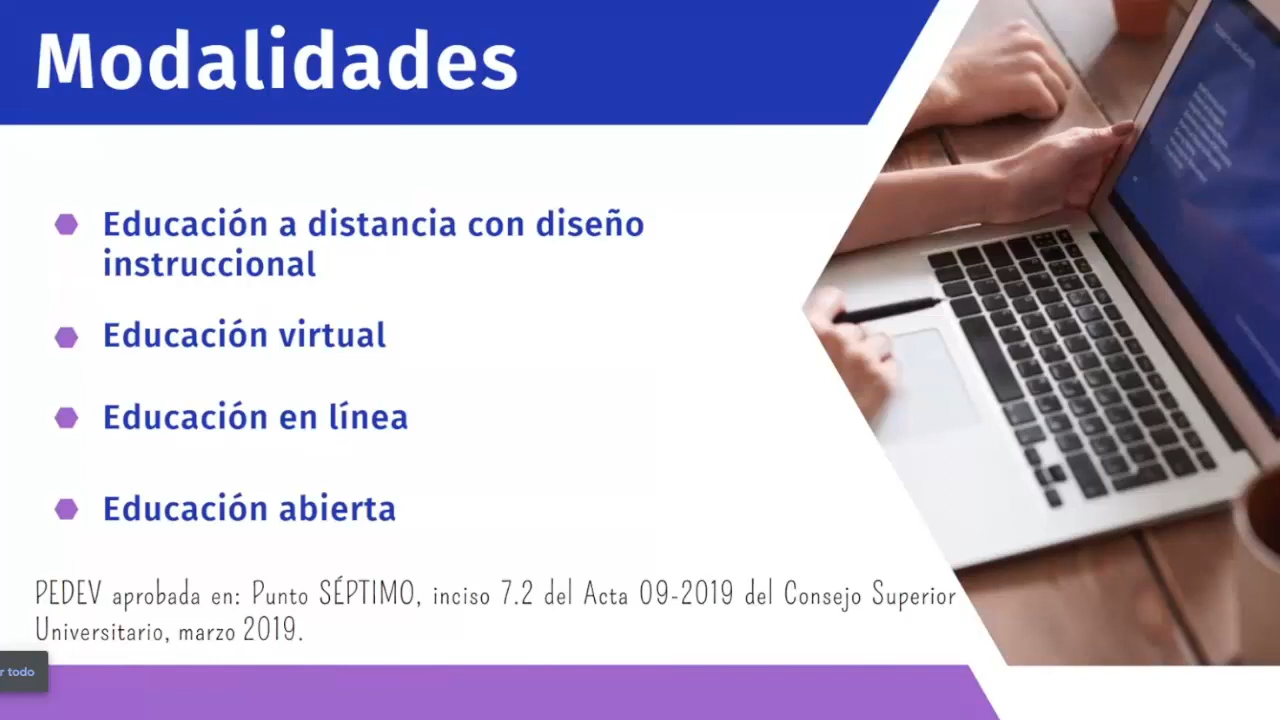 Modalidades
Educación a distancia con diseño
instruccional
Educación virtual
Educación en línea
Educación abierta
PEDEV aprobada en: Punto SÉPTIMO, inciso 7.2 del Acta 09-2019 del Consejo Superior
Universitario, marzo 2019.
r todo